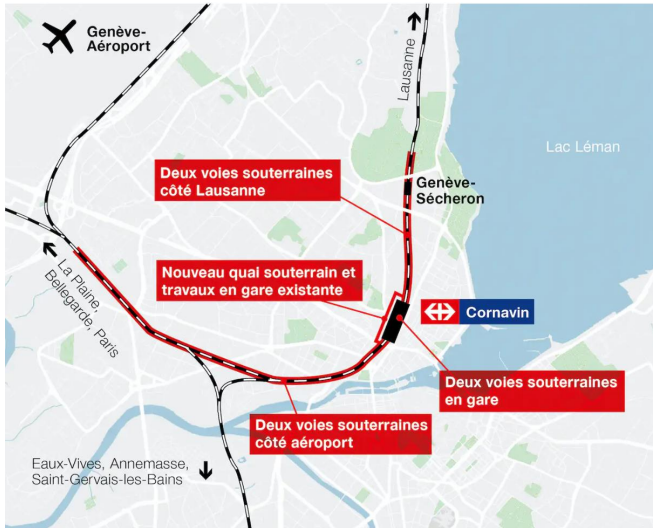 Genève-
Aéroport
Lausanne
Lac Léman
Deux voies souterraines
côté Lausanne
Genève-
Sécheron
Nouveau quai souterrain et
travaux en gare existante
La Plaine,
Bellegarde, Paris
Cornavin
Deux voies souterraines
en gare
Deux voies souterraines
côté aéroport
Eaux-Vives, Annemasse,
Saint-Gervais-les-Bains